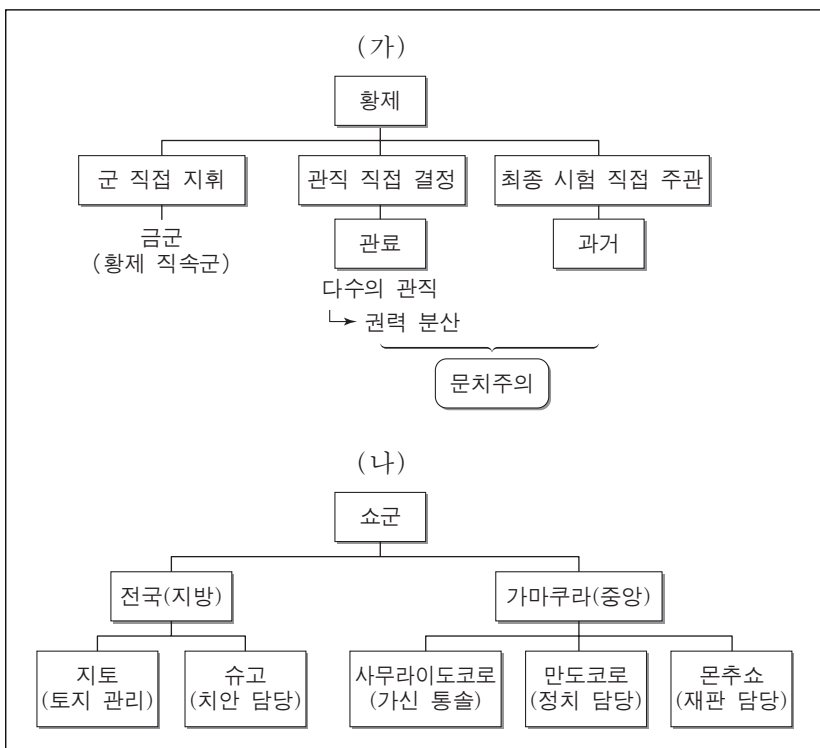 (가)
황제
군 직접 지휘
관직 직접 결정
최종 시험 직접 주관
금군
(황제 직속군)
관료
과거
다수의 관직
권력 분산
문치주의
(나)
쇼군
전국(지방)
가마쿠라(중앙)
지토
(토지 관리)
슈고
(치안 담당)
사무라이도코로
(가신 통솔)
만도코로
(정치 담당)
몬추쇼
(재판 담당)